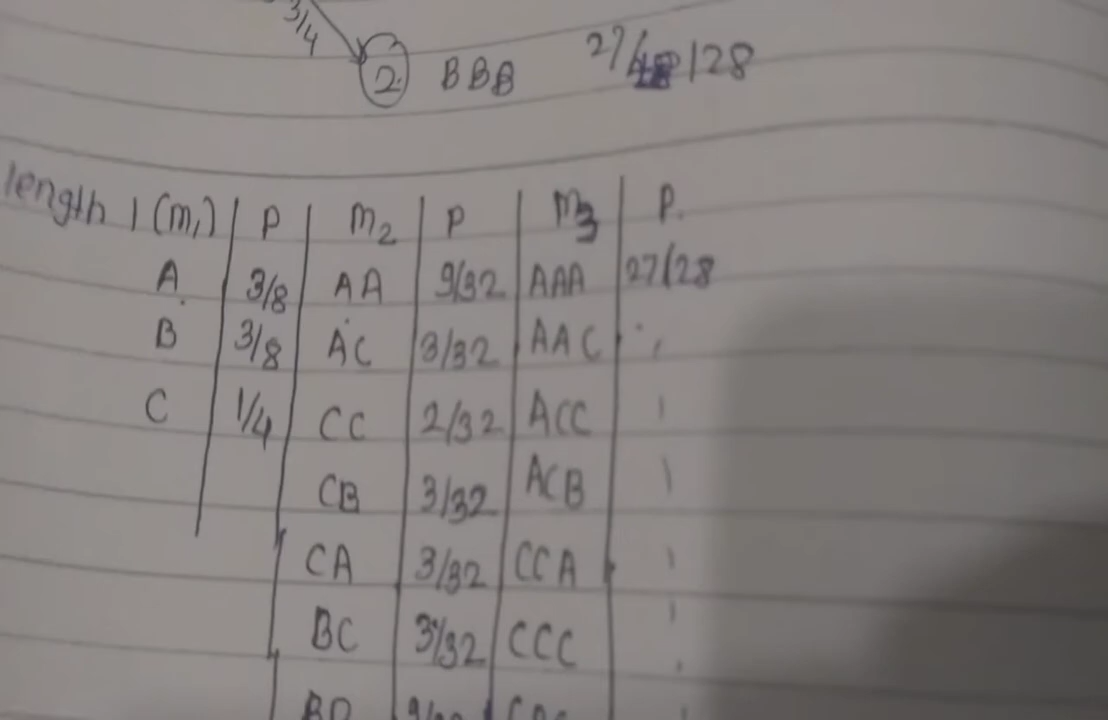 3/4
2 BBB 27/128
length 1 (m1) P m2 P m3 P.
A 3/8 AA 9/32 AAA 27/128
B 3/8 AC 3/32 AAC
C 1/4 CC 2/32 ACC
CB 3/32 ACB
CA 3/32 CCA
BC 3/32 CCC